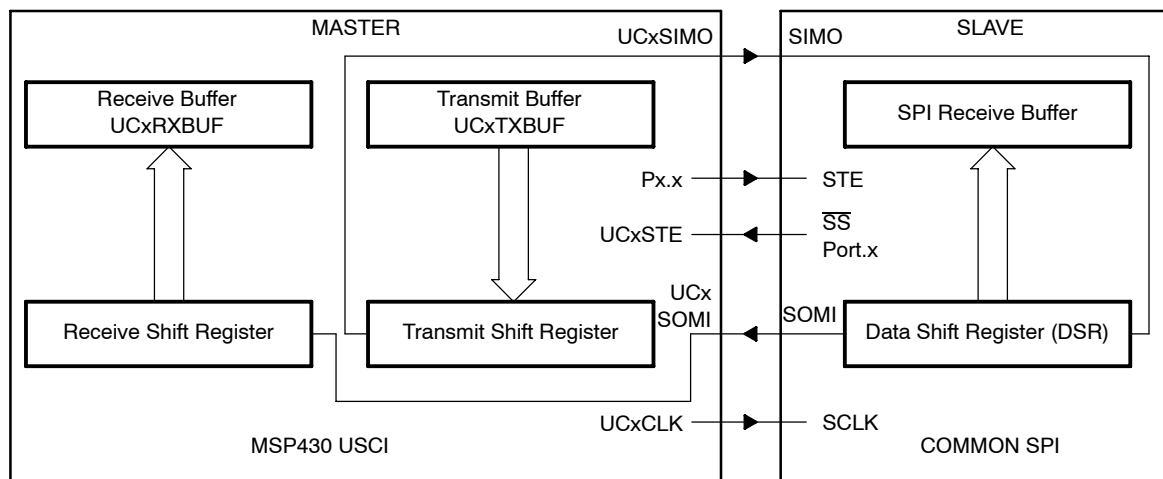 MASTER
UCxSIMO
SIMO
SLAVE
Receive Buffer
UCxRXBUF
Transmit Buffer
UCxTXBUF
SPI Receive Buffer
Px.x
STE
UCxSTE
S̅S̅
Port.x
UCx
SOMI
SOMI
Receive Shift Register
Transmit Shift Register
Data Shift Register (DSR)
UCxCLK
SCLK
MSP430 USCI
COMMON SPI